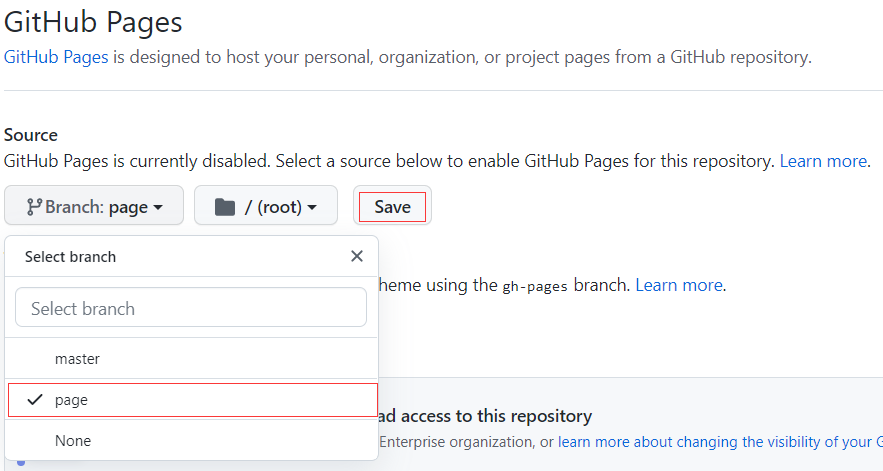 GitHub Pages
GitHub Pages is designed to host your personal, organization, or project pages from a GitHub repository.
Source
GitHub Pages is currently disabled. Select a source below to enable GitHub Pages for this repository. Learn more.
Branch: page / (root) Save
Select branch
heme using the gh-pages branch. Learn more.
Select branch
master
page
ad access to this repository
None
Enterprise organization, or learn more about changing the visibility of your G